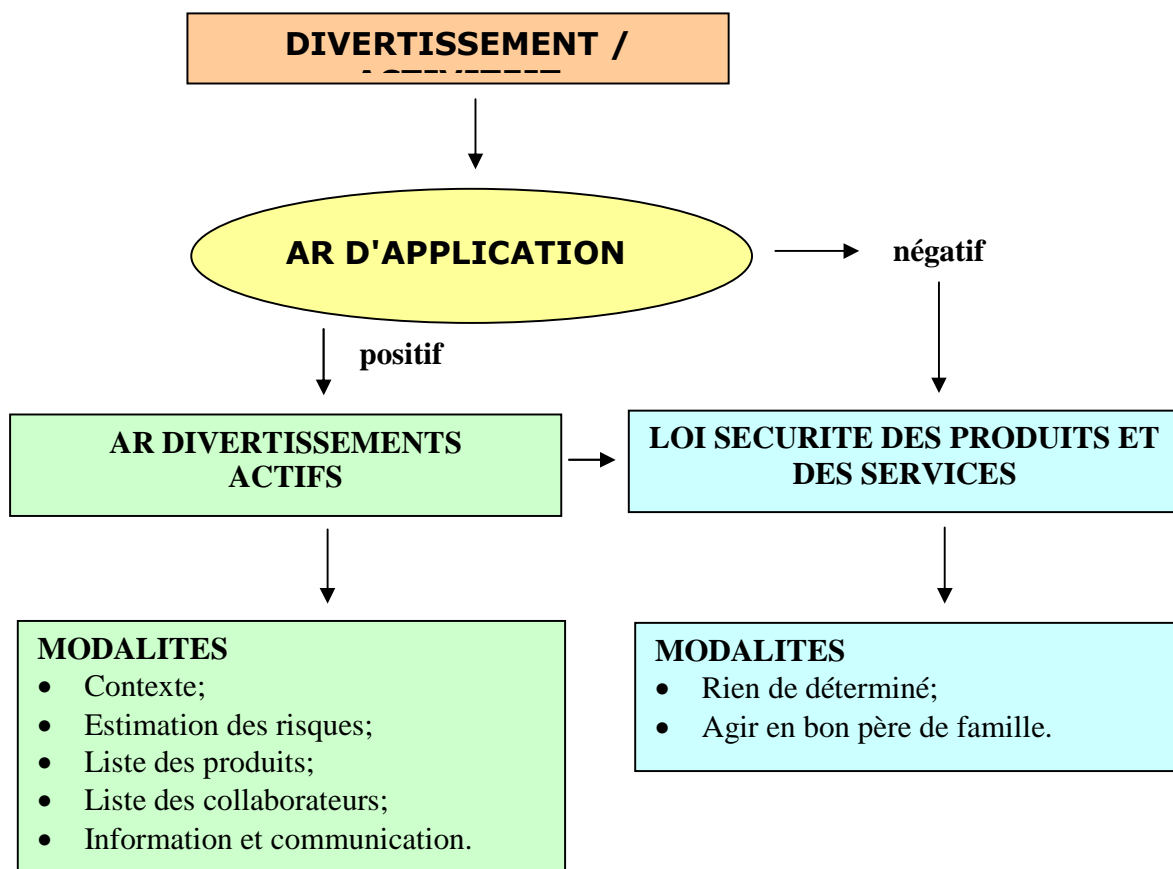 DIVERTISSEMENT /
AR D'APPLICATION
négatif
positif
AR DIVERTISSEMENTS
ACTIFS
LOI SECURITE DES PRODUITS ET
DES SERVICES
MODALITES
• Contexte;
• Estimation des risques;
• Liste des produits;
• Liste des collaborateurs;
• Information et communication.
MODALITES
• Rien de déterminé;
• Agir en bon père de famille.